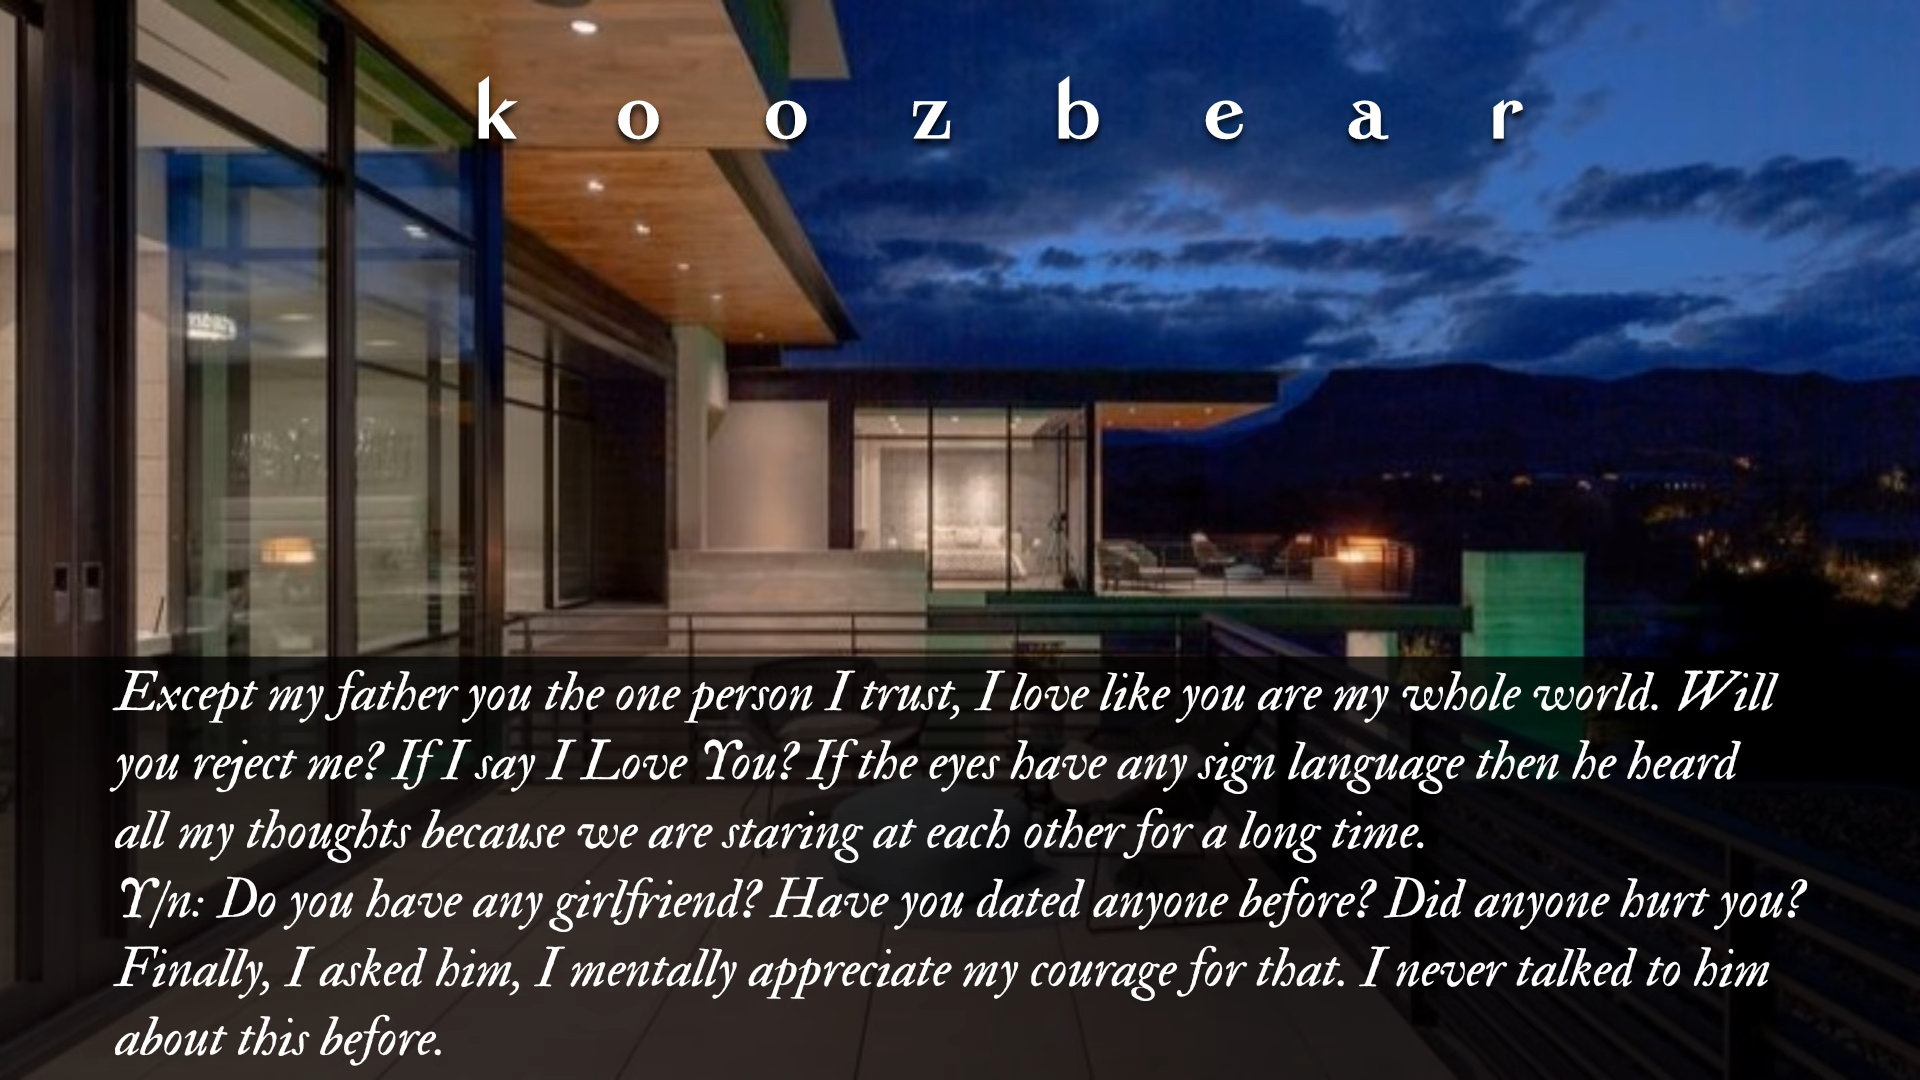 k o o z b e a r
Except my father you the one person I trust, I love like you are my whole world. Will
you reject me? If I say I Love You? If the eyes have any sign language then he heard
all my thoughts because we are staring at each other for a long time.
Y/n: Do you have any girlfriend? Have you dated anyone before? Did anyone hurt you?
Finally, I asked him, I mentally appreciate my courage for that. I never talked to him
about this before.